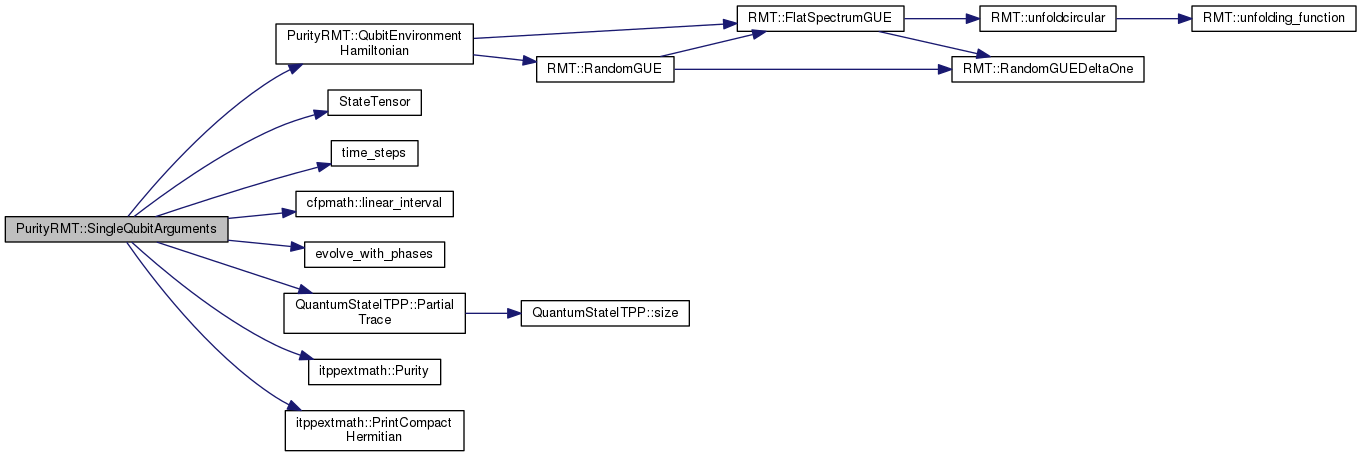 PurityRMT::SingleQubitArguments
PurityRMT::QubitEnvironment
Hamiltonian
RMT::RandomGUE
RMT::FlatSpectrumGUE
RMT::unfoldcircular
RMT::unfolding_function
RMT::RandomGUEDeltaOne
StateTensor
time_steps
cfpmath::linear_interval
evolve_with_phases
QuantumStateITPP::Partial
Trace
QuantumStateITPP::size
itppextmath::Purity
itppextmath::PrintCompact
Hermitian